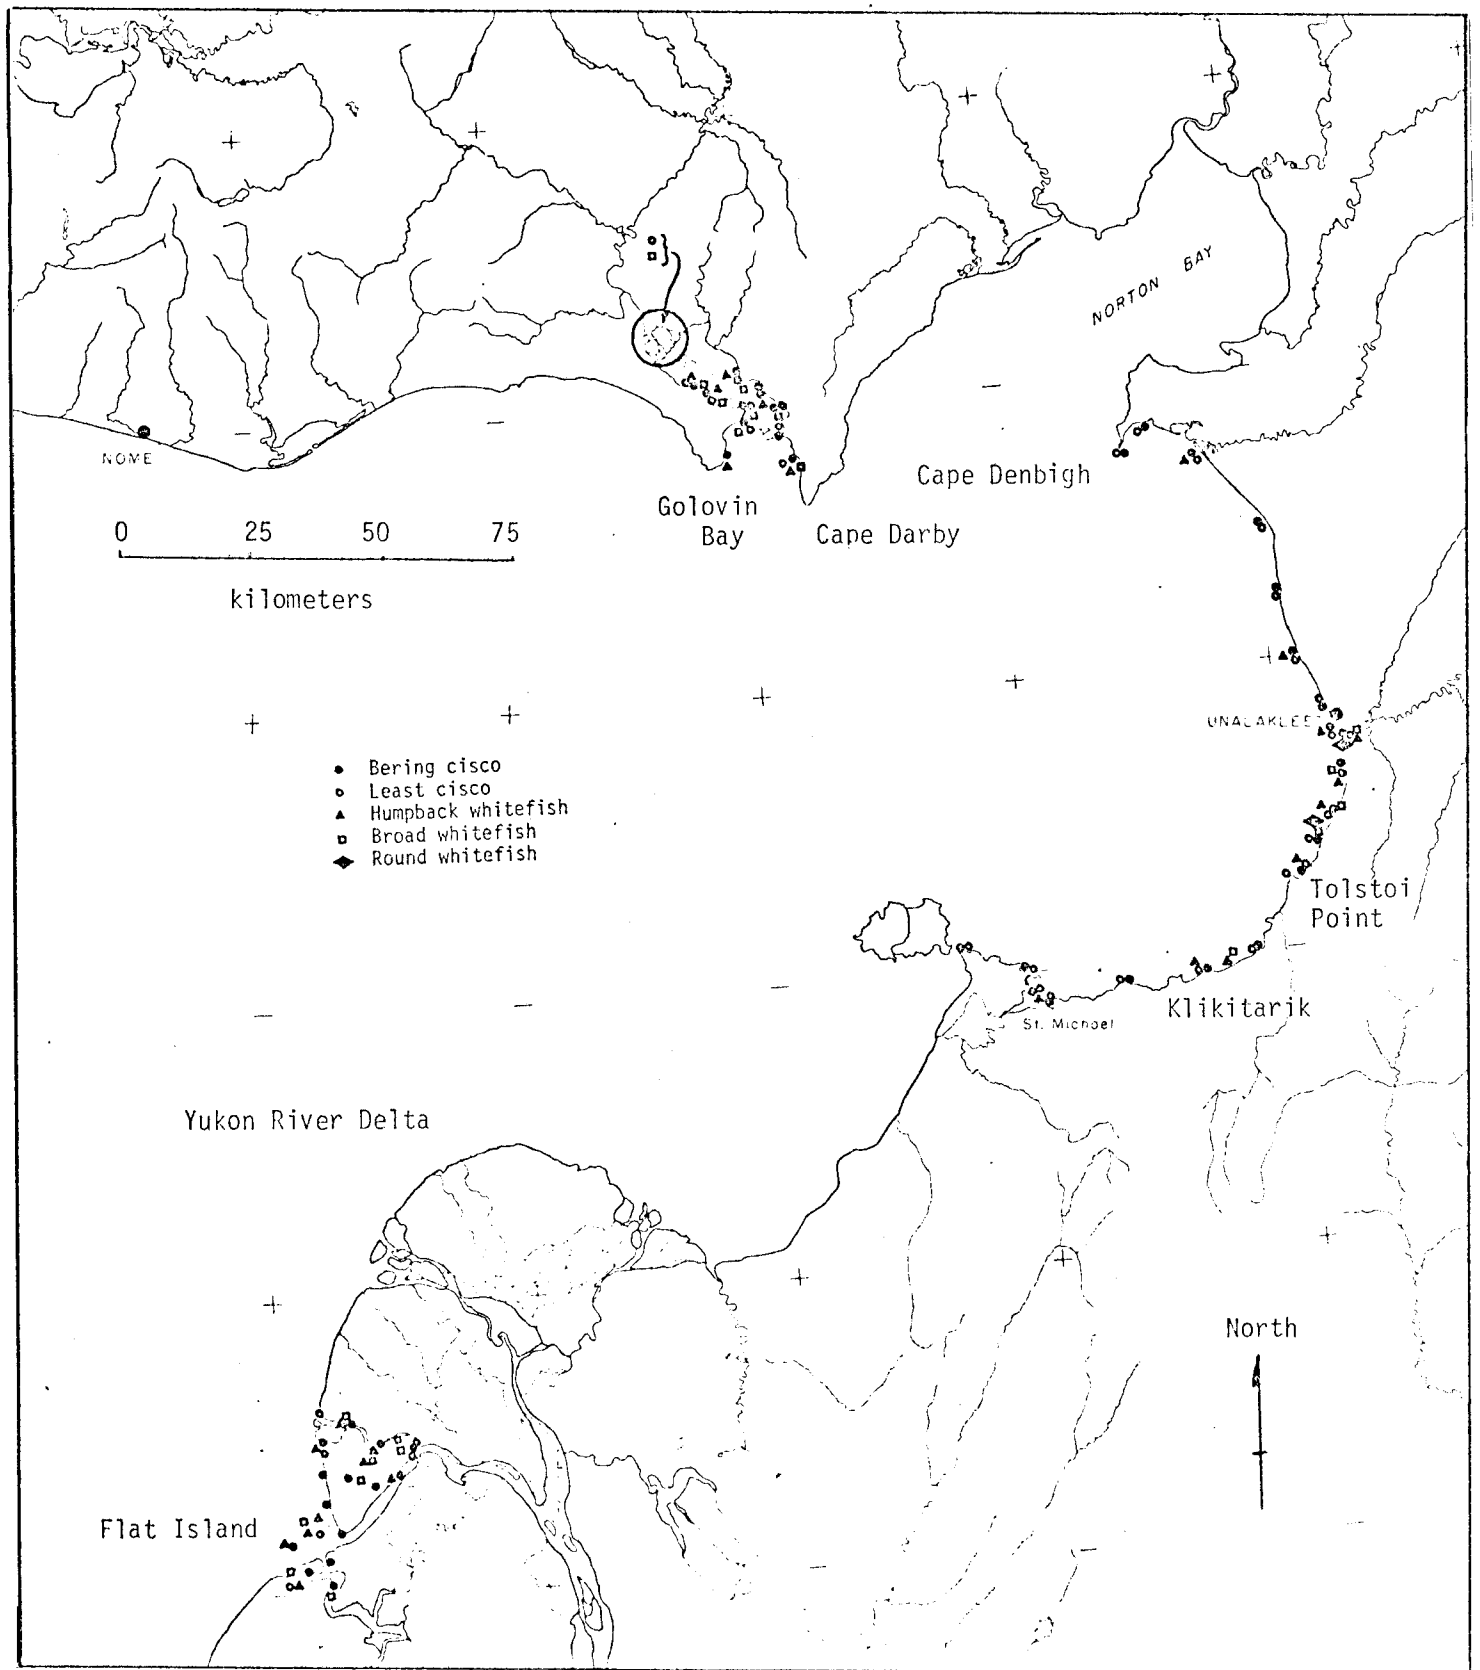 NORTON BAY
NOME
Cape Denbigh
Golovin
Bay
Cape Darby
0 25 50 75
kilometers
UNALAKLEET
Bering cisco
Least cisco
Humpback whitefish
Broad whitefish
Round whitefish
Tolstoi
Point
Klikitarik
St. Michael
Yukon River Delta
North
Flat Island